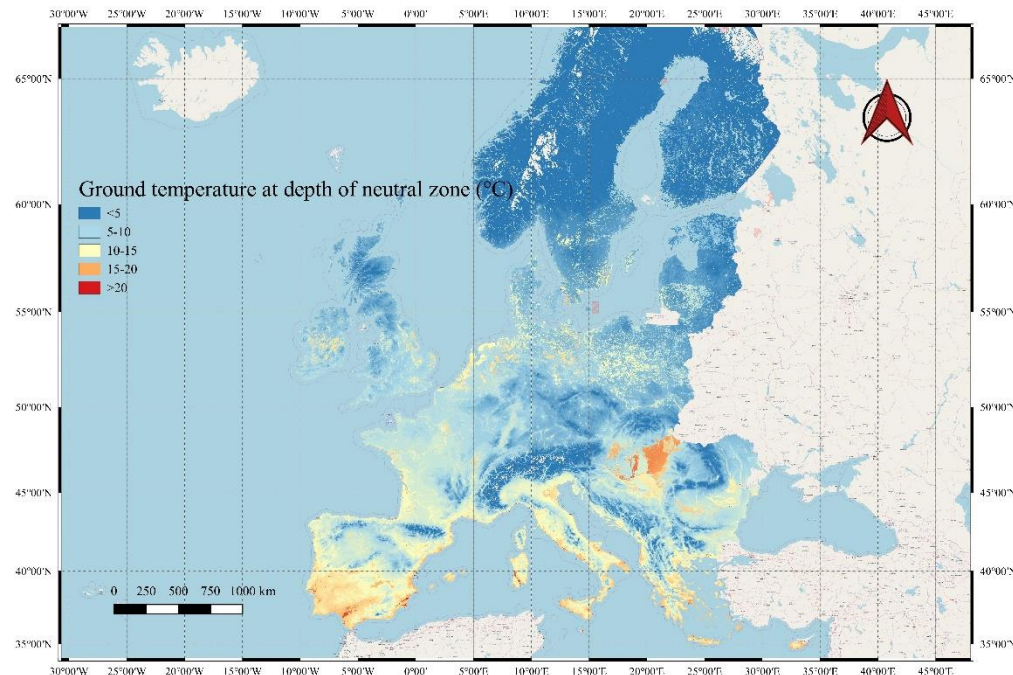 30°00'W 25°00'W 20°00'W 15°00'W 10°00'W 5°00'W 0°00'E 5°00'E 10°00'E 15°00'E 20°00'E 25°00'E 30°00'E 35°00'E 40°00'E 45°00'E
65°00'N 65°00'N
Ground temperature at depth of neutral zone (°C)
60°00'N 60°00'N
<5
5-10
10-15
15-20
>20
55°00'N 55°00'N
50°00'N 50°00'N
45°00'N 45°00'N
40°00'N 40°00'N
0 250 500 750 1000 km
35°00'N 35°00'N
30°00'W 25°00'W 20°00'W 15°00'W 10°00'W 5°00'W 0°00'E 5°00'E 10°00'E 15°00'E 20°00'E 25°00'E 30°00'E 35°00'E 40°00'E 45°00'E